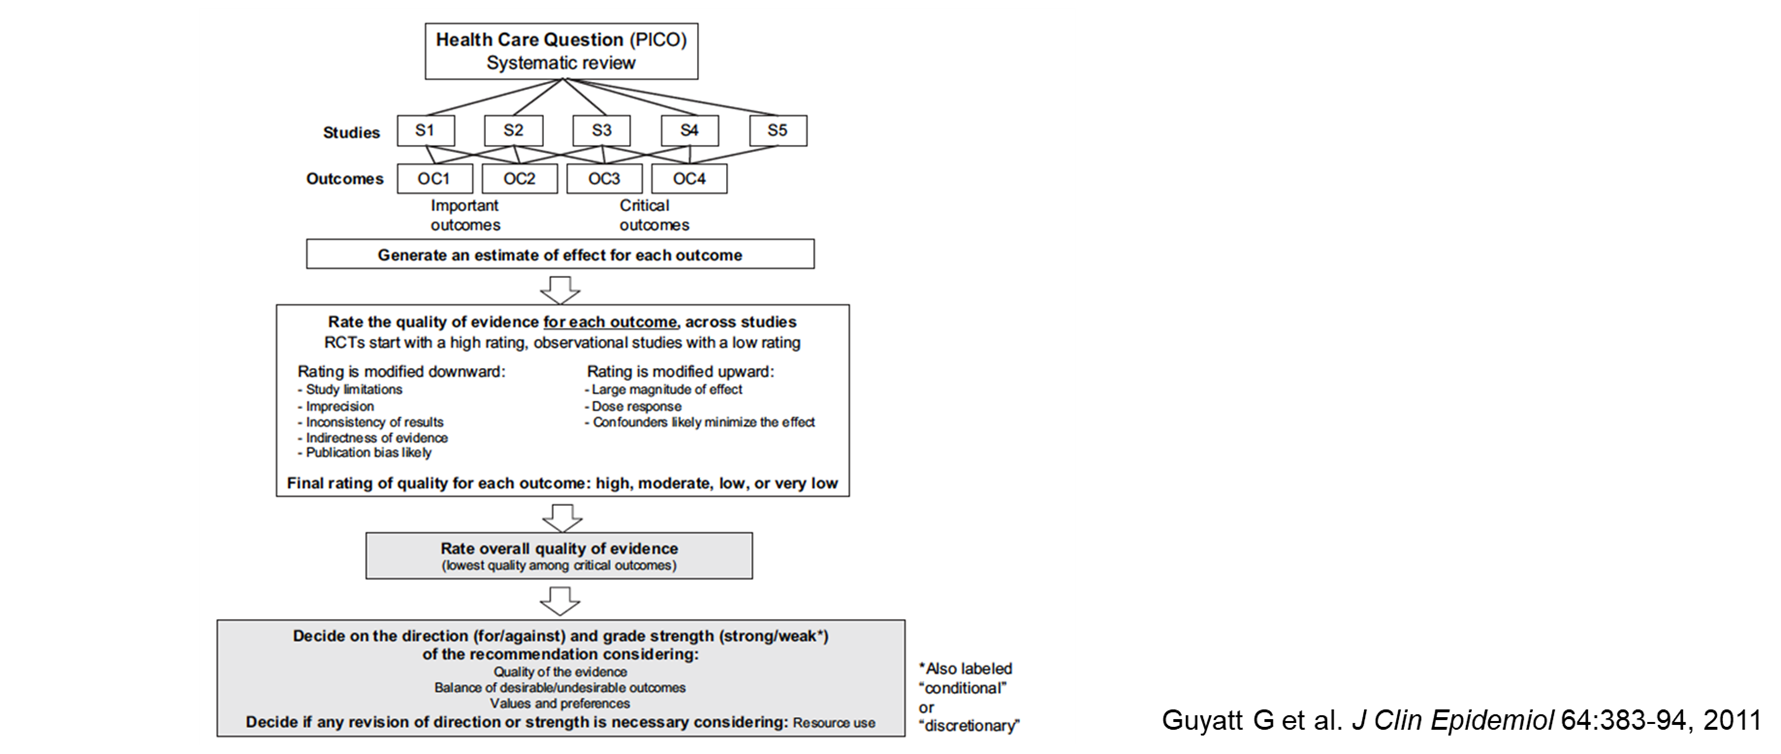 Health Care Question (PICO)
Systematic review
Studies
S1
S2
S3
S4
S5
Outcomes
OC1
OC2
OC3
OC4
Important
outcomes
Critical
outcomes
Generate an estimate of effect for each outcome
Rate the quality of evidence for each outcome, across studies
RCTs start with a high rating, observational studies with a low rating
Rating is modified downward:
- Study limitations
- Imprecision
- Inconsistency of results
- Indirectness of evidence
- Publication bias likely
Rating is modified upward:
- Large magnitude of effect
- Dose response
- Confounders likely minimize the effect
Final rating of quality for each outcome: high, moderate, low, or very low
Rate overall quality of evidence
(lowest quality among critical outcomes)
Decide on the direction (for/against) and grade strength (strong/weak*)
of the recommendation considering:
Quality of the evidence
Balance of desirable/undesirable outcomes
Values and preferences
Decide if any revision of direction or strength is necessary considering: Resource use
*Also labeled
“conditional”
or
“discretionary”
Guyatt G et al. J Clin Epidemiol 64:383-94, 2011